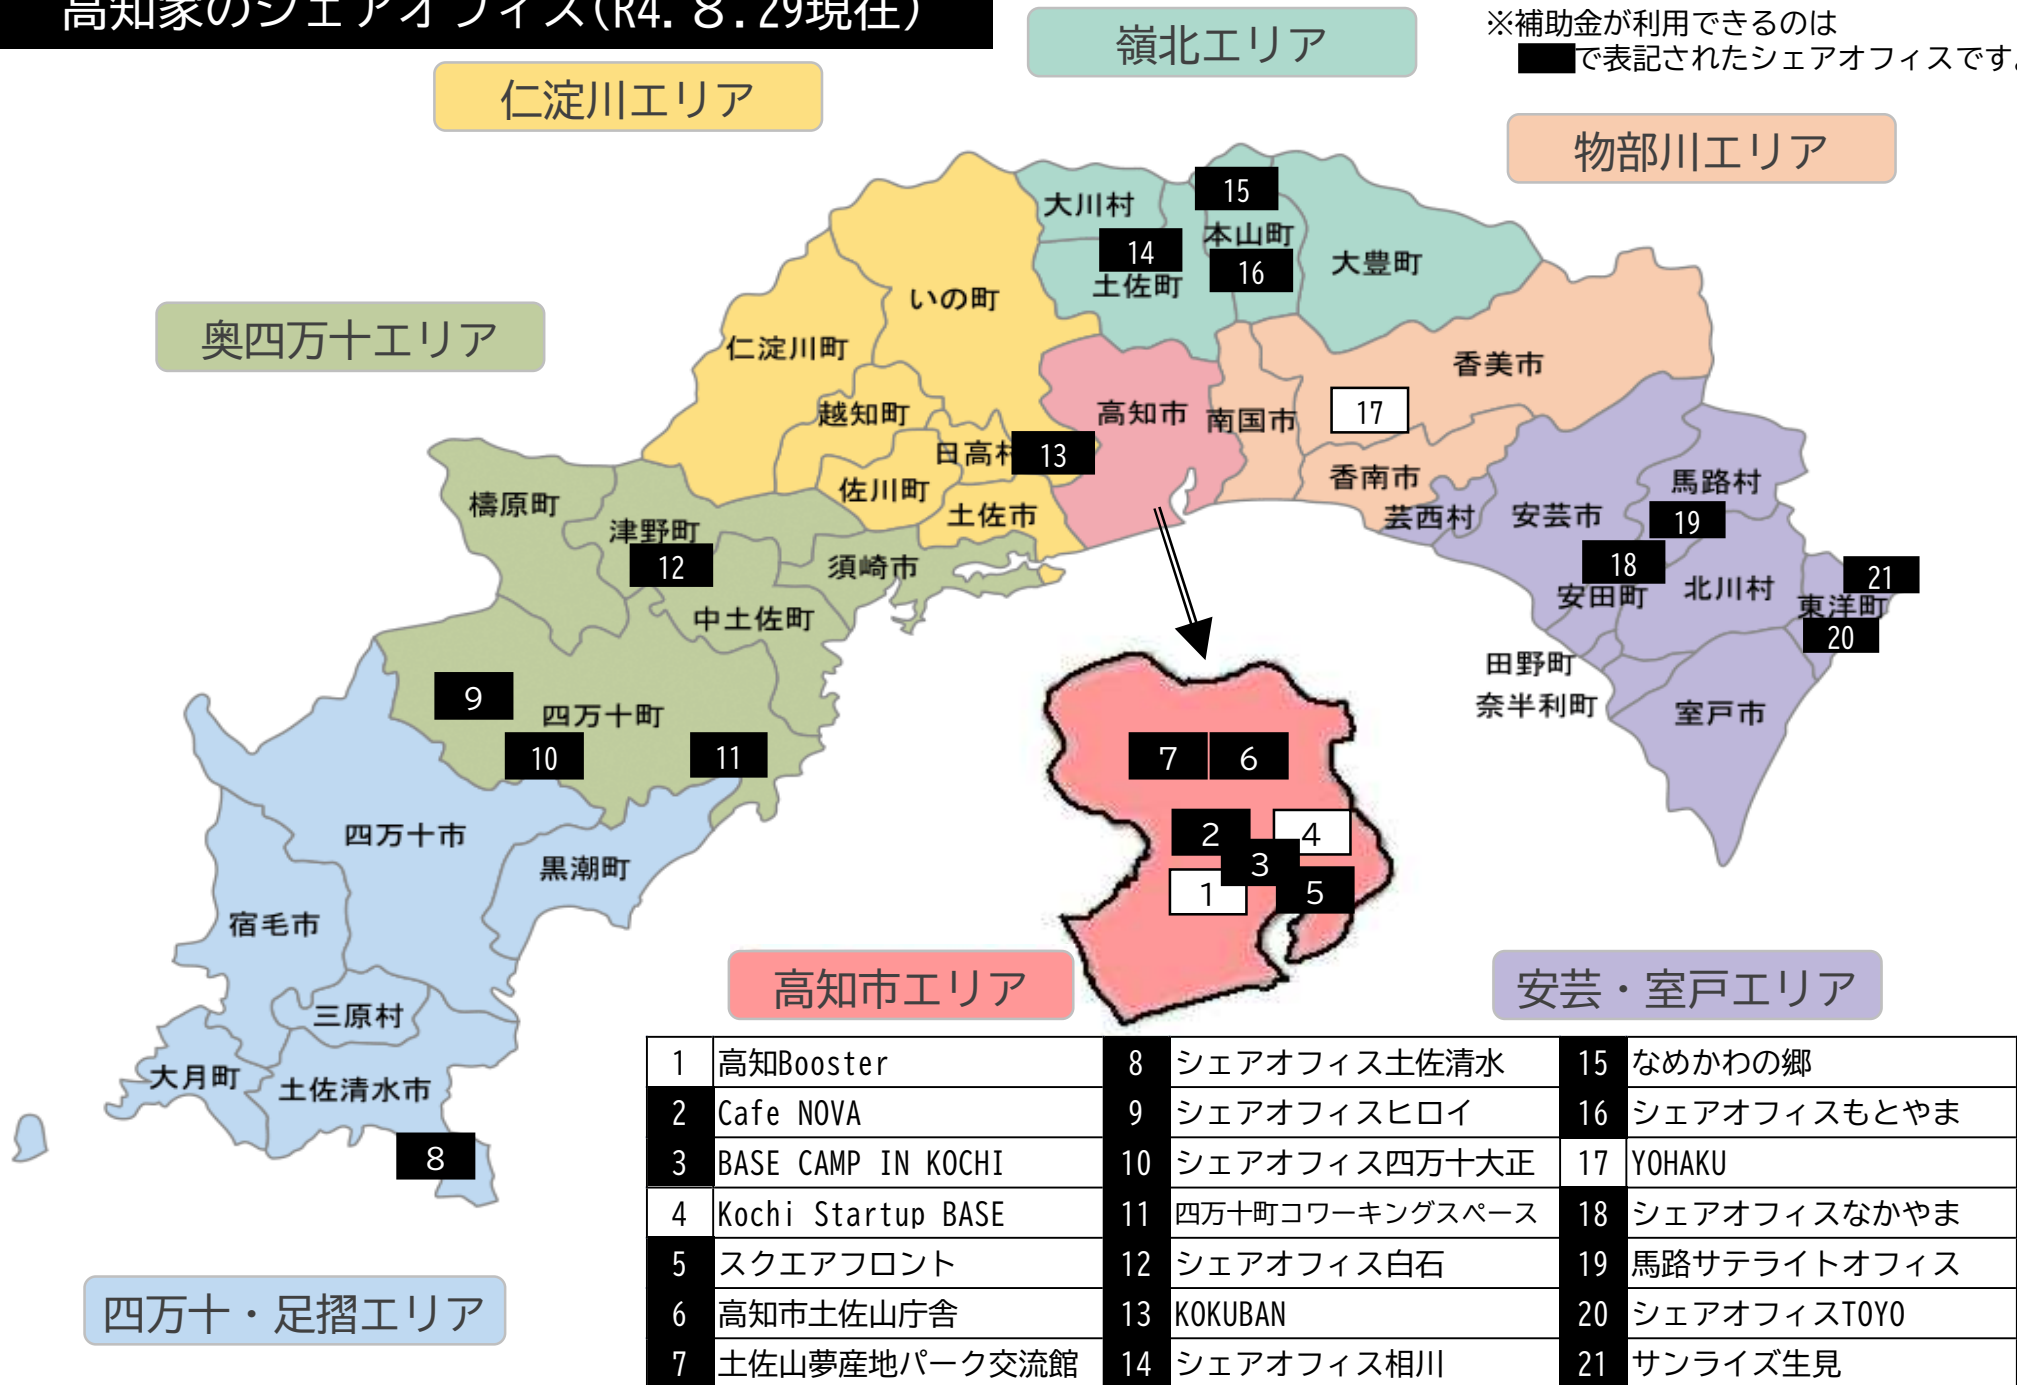 高知家のシェアオフィス(R4.８.29現在)
嶺北エリア
※補助金が利用できるのは
で表記されたシェアオフィスです。
仁淀川エリア
物部川エリア
奥四万十エリア
大川村
15
本山町
14
16
土佐町
大豊町
いの町
仁淀川町
香美市
越知町
高知市
南国市
17
日高村
13
香南市
佐川町
土佐市
芸西村
安芸市
馬路村
19
檮原町
津野町
12
須崎市
中土佐町
18
安田町
北川村
21
東洋町
20
田野町
奈半利町
室戸市
9
四万十町
10
11
7
6
2
4
3
1
5
四万十市
黒潮町
宿毛市
三原村
大月町
土佐清水市
8
高知市エリア
安芸・室戸エリア
四万十・足摺エリア
1 高知Booster 8 シェアオフィス土佐清水 15 なめかわの郷
2 Cafe NOVA 9 シェアオフィスヒロイ 16 シェアオフィスもとやま
3 BASE CAMP IN KOCHI 10 シェアオフィス四万十大正 17 YOHAKU
4 Kochi Startup BASE 11 四万十町コワーキングスペース 18 シェアオフィスなかやま
5 スクエアフロント 12 シェアオフィス白石 19 馬路サテライトオフィス
6 高知市土佐山庁舎 13 KOKUBAN 20 シェアオフィスTOYO
7 土佐山夢産地パーク交流館 14 シェアオフィス相川 21 サンライズ生見